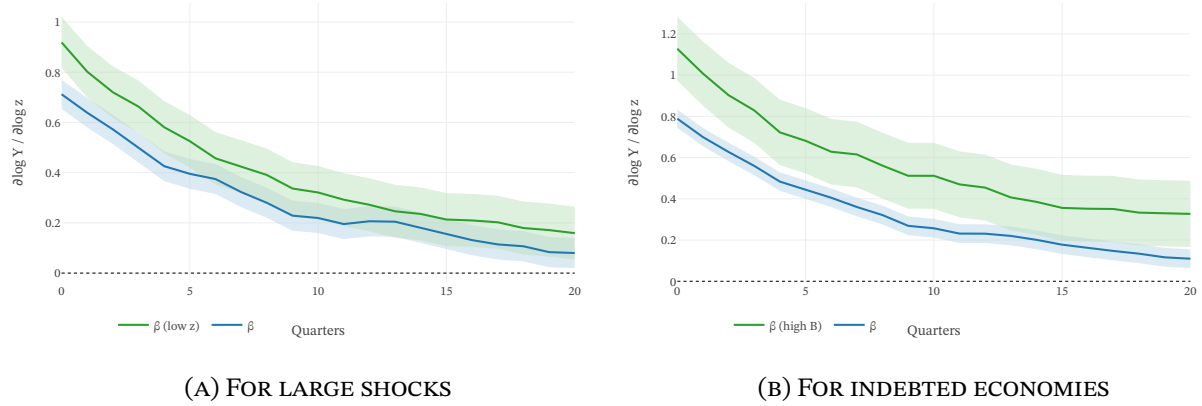 ∂log Y / ∂log z
1
0.8
0.6
0.4
0.2
0
0 5 10 15 20
β (low z) β Quarters
(A) FOR LARGE SHOCKS
∂log Y / ∂log z
1.2
1
0.8
0.6
0.4
0.2
0
0 5 10 15 20
β (high B) β Quarters
(B) FOR INDEBTED ECONOMIES